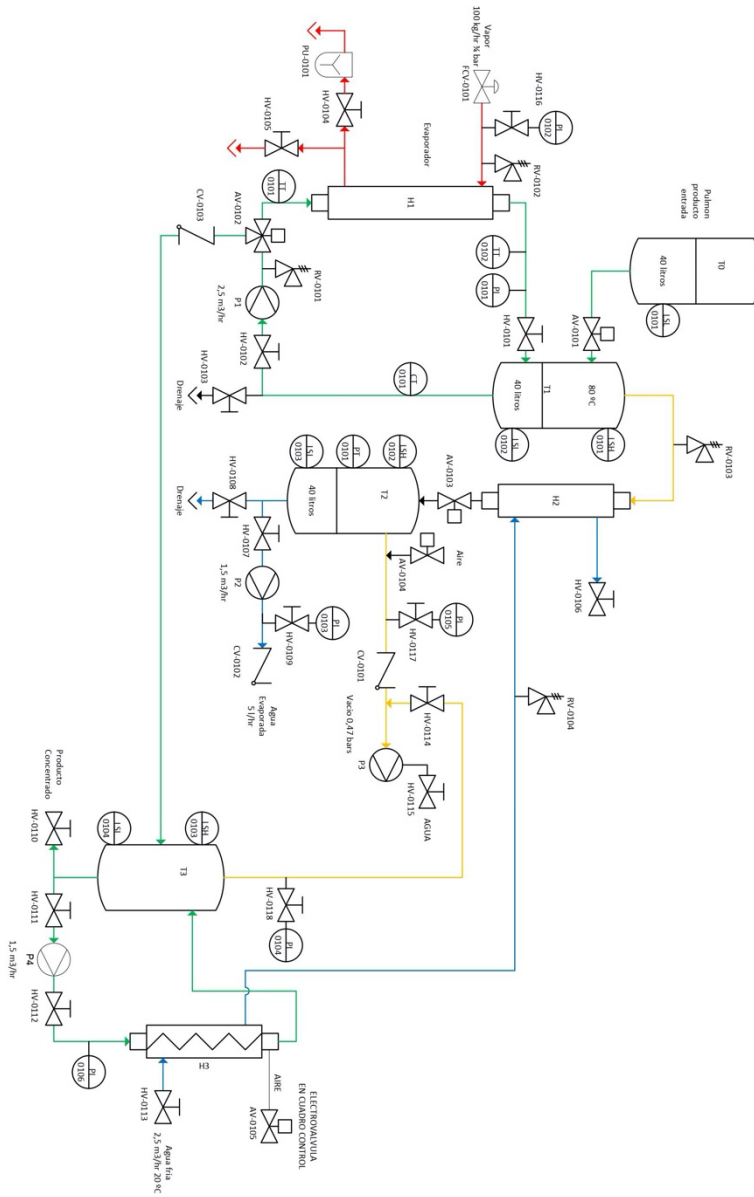 T0
40 litros
LSL
0101
Pulmon
producto
entrada
AV-0101
80 ºC
T1
40 litros
LSH
0101
LSL
0102
RV-0103
H2
HV-0106
RV-0104
HV-0116
PI
0102
Vapor
100 kg/hr ¾ bar
FCV-0101
RV-0102
TT
0102
PI
0101
HV-0101
CT
0101
Evaporador
H1
PU-0101
HV-0104
HV-0105
TT
0101
AV-0102
CV-0103
RV-0101
P1
2,5 m3/hr
HV-0102
HV-0103
Drenaje
AV-0103
Aire
AV-0104
LSH
0102
PT
0101
LSL
0103
T2
40 litros
HV-0117
PI
0105
CV-0101
HV-0114
Vacio 0,47 bars
P3
HV-0115
AGUA
HV-0108
Drenaje
HV-0107
P2
1,5 m3/hr
HV-0109
PI
0103
CV-0102
Agua
Evaporada
5 l/hr
LSH
0103
LSL
0104
T3
HV-0118
PI
0104
Producto
Concentrado
HV-0110
HV-0111
P4
1,5 m3/hr
HV-0112
PI
0106
H3
AIRE
AV-0105
ELECTROVALVULA
EN CUADRO CONTROL
HV-0113
Agua fría
2,5 m3/hr 20 ºC